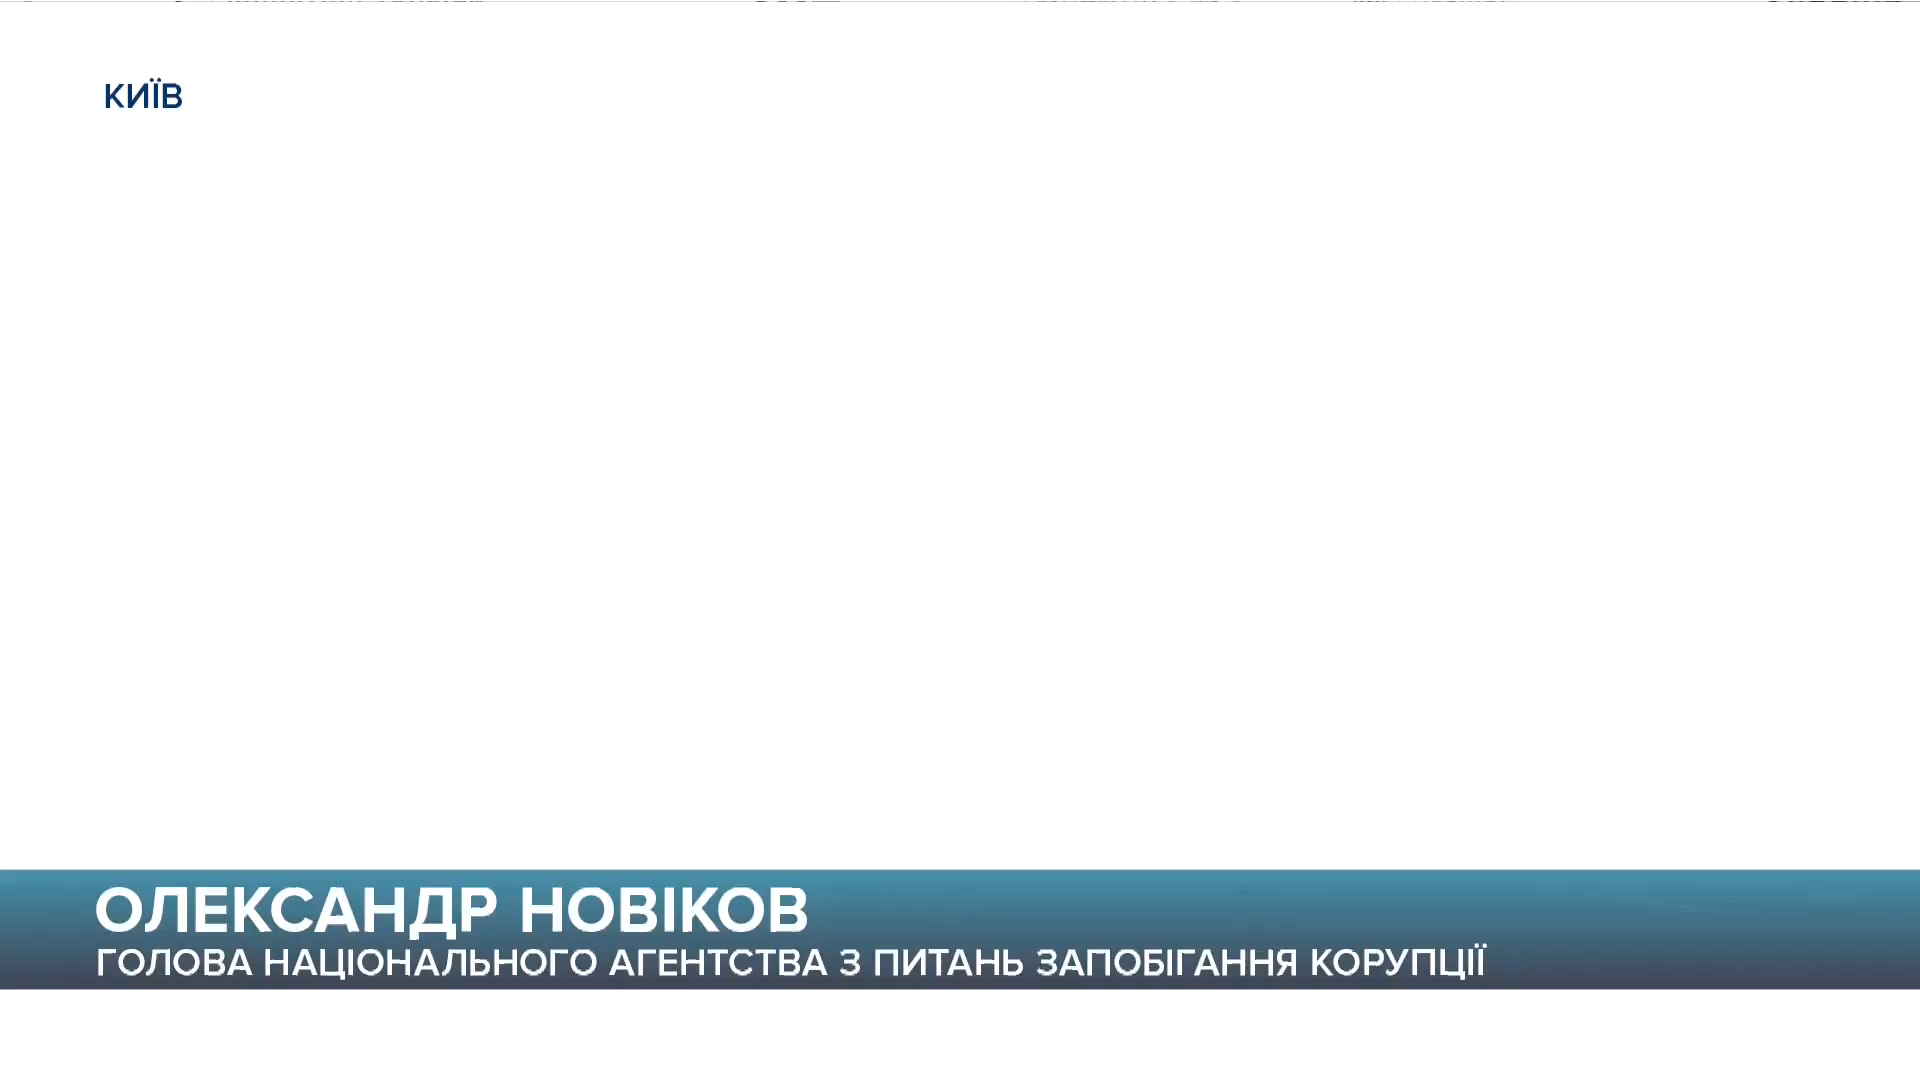 КИЇВ
ОЛЕКСАНДР НОВІКОВ
ГОЛОВА НАЦІОНАЛЬНОГО АГЕНТСТВА З ПИТАНЬ ЗАПОБІГАННЯ КОРУПЦІЇ